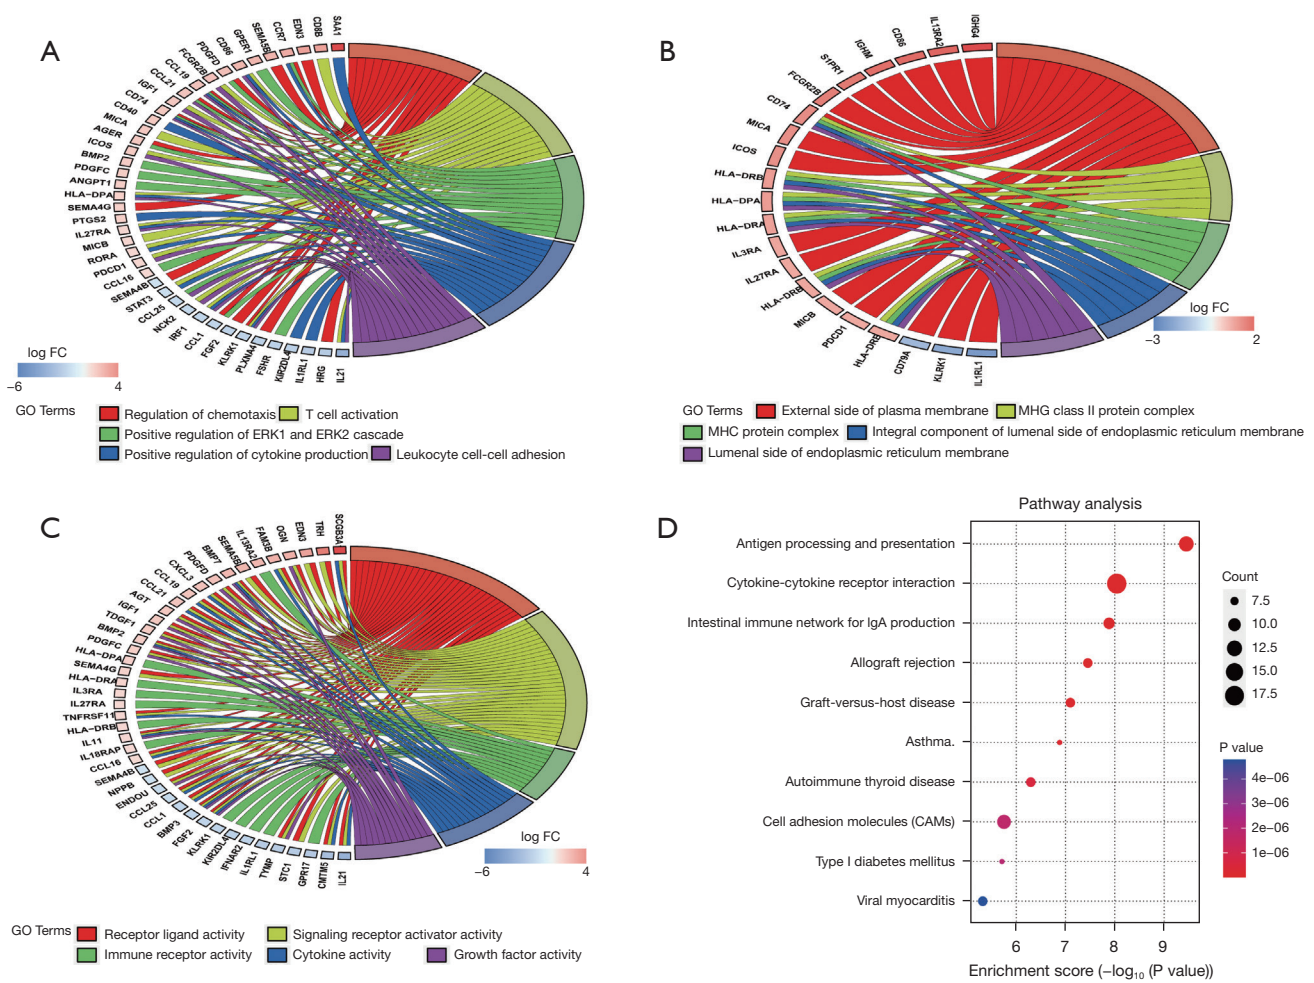 A
SAA1
CD8B
EDN3
CCR7
SEMA5B
GPER1
CD86
PDGFD
FCGR2B
CCL19
CCL21
IGF1
CD74
CD40
MICA
AGER
ICOS
BMP2
PDGFC
ANGPT1
HLA-DPA
SEMA4G
PTGS2
IL27RA
MICB
RORA
PDCD1
CCL16
SEMA4B
STAT3
CCL25
NCK2
IRF1
CCL1
FGF2
KLRK1
PLXNA4
FSHR
KIR2DL4
IL1RL1
HRG
IL21
log FC
-6 4
GO Terms
Regulation of chemotaxis T cell activation
Positive regulation of ERK1 and ERK2 cascade
Positive regulation of cytokine production Leukocyte cell-cell adhesion
B
IGHG4
IL13RA2
CD86
IGHM
S1PR1
FCGR2B
CD74
MICA
ICOS
HLA-DRB
HLA-DPA
HLA-DRA
IL3RA
IL27RA
HLA-DRB
MICB
PDCD1
HLA-DRB
CD79A
KLRK1
IL1RL1
log FC
-3 2
GO Terms External side of plasma membrane MHG class II protein complex
MHC protein complex Integral component of lumenal side of endoplasmic reticulum membrane
Lumenal side of endoplasmic reticulum membrane
C
SCGB3A
TRH
EDN3
OGN
FAM3B
IL13RA2
SEMA5B
BMP7
PDGFD
CXCL3
CCL19
CCL21
AGT
IGF1
TDGF1
BMP2
PDGFC
HLA-DPA
SEMA4G
HLA-DRA
IL3RA
IL27RA
TNFRSF11
HLA-DRB
IL11
IL18RAP
CCL16
SEMA4B
NPPB
ENDOU
CCL25
CCL1
BMP3
FGF2
KLRK1
KIR2DL4
IFNAR2
IL1RL1
TYMP
STC1
GPR17
CMTM5
IL21
log FC
-6 4
GO Terms Receptor ligand activity Signaling receptor activator activity
Immune receptor activity Cytokine activity Growth factor activity
D
Pathway analysis
Antigen processing and presentation
Cytokine-cytokine receptor interaction
Intestinal immune network for IgA production
Allograft rejection
Graft-versus-host disease
Asthma.
Autoimmune thyroid disease
Cell adhesion molecules (CAMs)
Type I diabetes mellitus
Viral myocarditis
6 7 8 9
Enrichment score (−log₁₀ (P value))
Count
7.5
10.0
12.5
15.0
17.5
P value
4e−06
3e−06
2e−06
1e−06